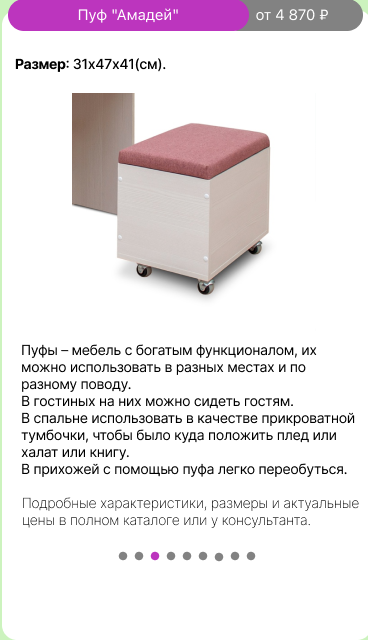 Пуф "Амадей"
от 4 870 ₽
Размер: 31х47х41(см).
Пуфы – мебель с богатым функционалом, их
можно использовать в разных местах и по
разному поводу.
В гостиных на них можно сидеть гостям.
В спальне использовать в качестве прикроватной
тумбочки, чтобы было куда положить плед или
халат или книгу.
В прихожей с помощью пуфа легко переобуться.
Подробные характеристики, размеры и актуальные
цены в полном каталоге или у консультанта.